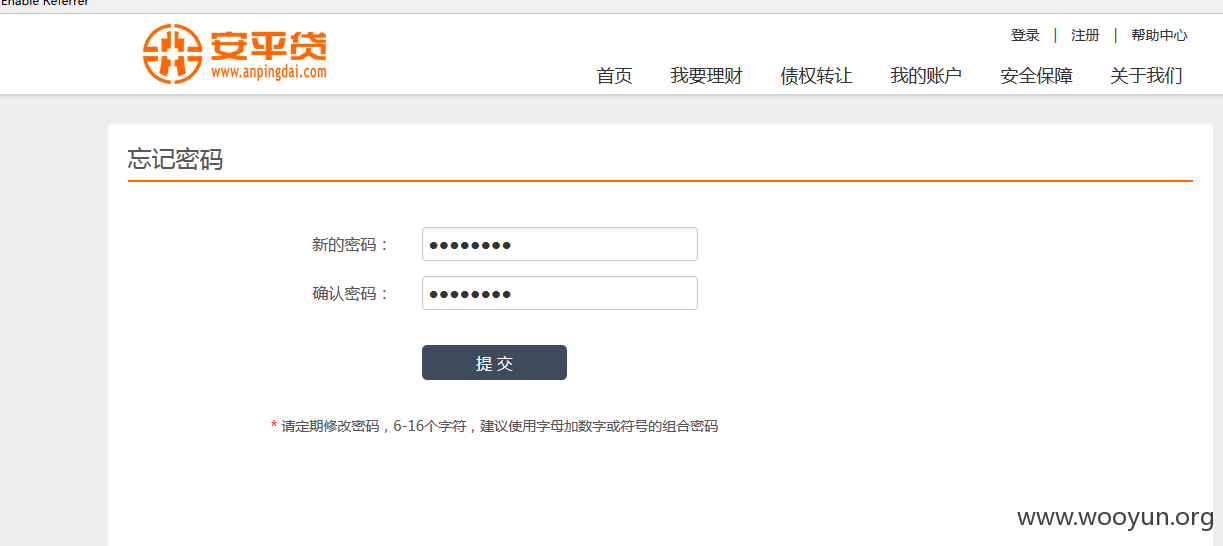 Enable Referrer
安平贷
www.anpingdai.com
登录 | 注册 | 帮助中心
首页 我要理财 债权转让 我的账户 安全保障 关于我们
忘记密码
新的密码： ●●●●●●●●
确认密码： ●●●●●●●●
提 交
* 请定期修改密码，6-16个字符，建议使用字母加数字或符号的组合密码
www.wooyun.org